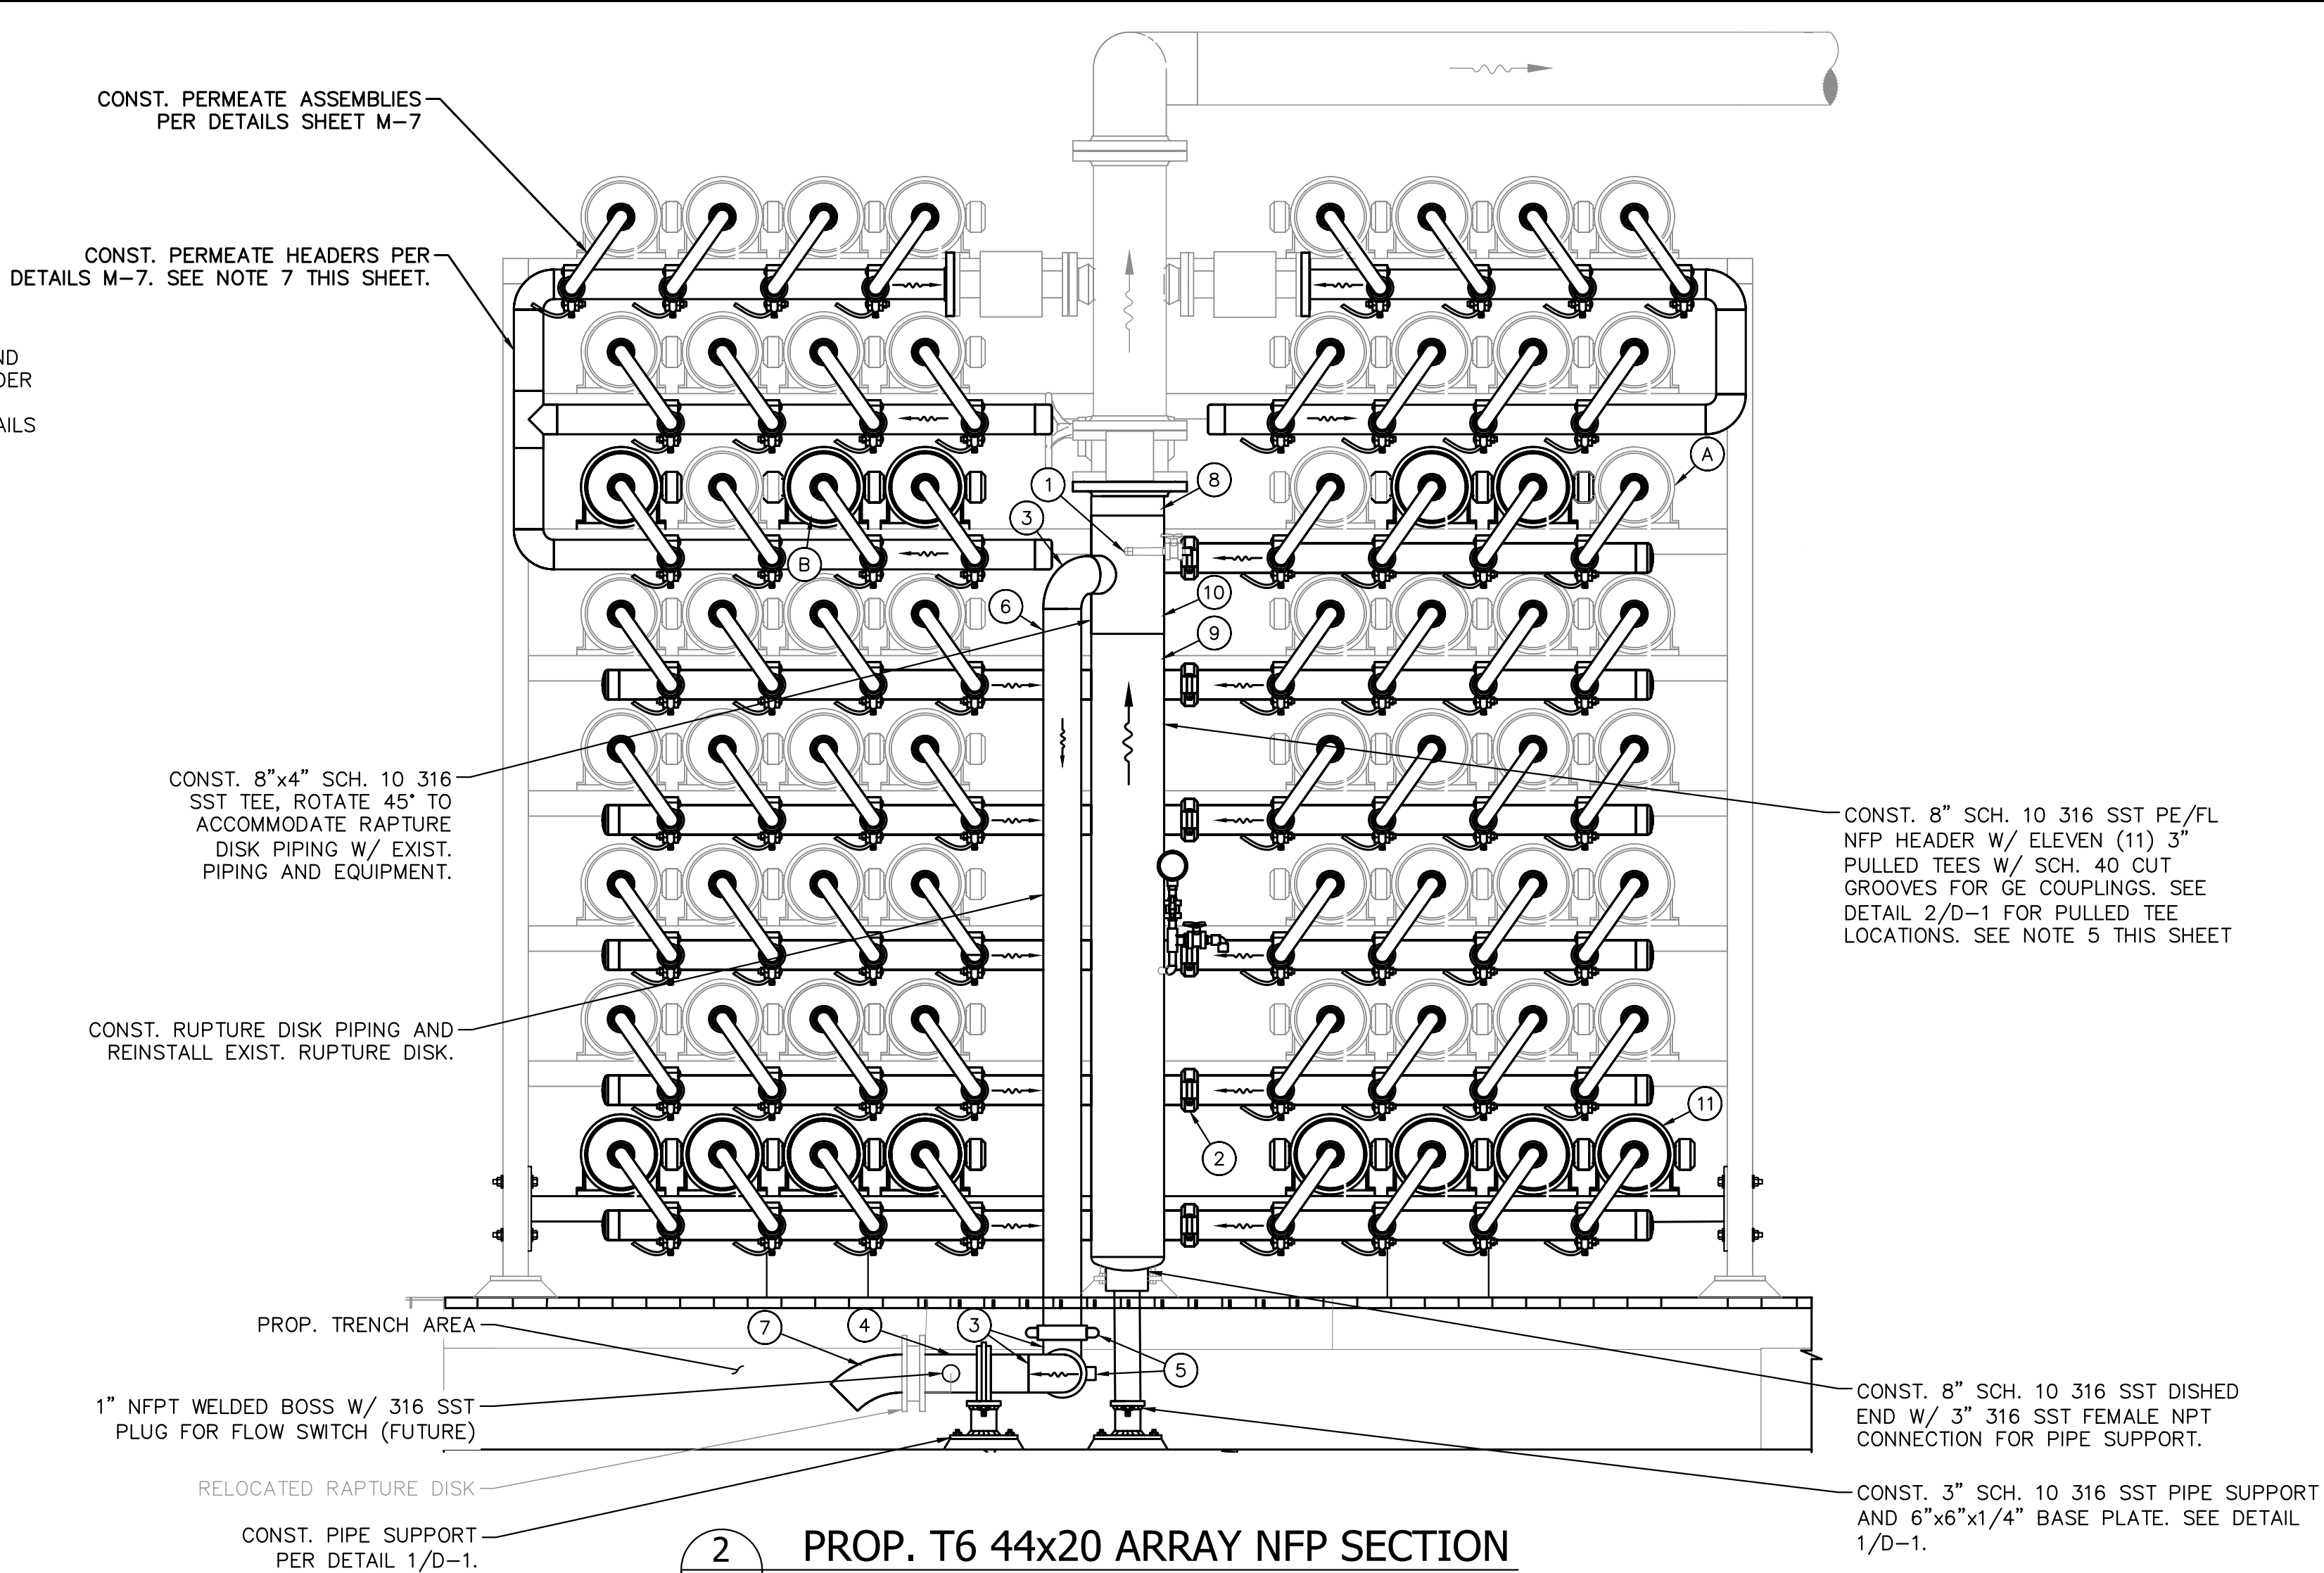 CONST. PERMEATE ASSEMBLIES
PER DETAILS SHEET M-7
CONST. PERMEATE HEADERS PER
DETAILS M-7. SEE NOTE 7 THIS SHEET.
A
1
8
3
B
10
6
9
CONST. 8"x4" SCH. 10 316
SST TEE, ROTATE 45° TO
ACCOMMODATE RAPTURE
DISK PIPING W/ EXIST.
PIPING AND EQUIPMENT.
CONST. 8" SCH. 10 316 SST PE/FL
NFP HEADER W/ ELEVEN (11) 3"
PULLED TEES W/ SCH. 40 CUT
GROOVES FOR GE COUPLINGS. SEE
DETAIL 2/D-1 FOR PULLED TEE
LOCATIONS. SEE NOTE 5 THIS SHEET
CONST. RUPTURE DISK PIPING AND
REINSTALL EXIST. RUPTURE DISK.
11
2
PROP. TRENCH AREA
7
4
3
5
1" NFPT WELDED BOSS W/ 316 SST
PLUG FOR FLOW SWITCH (FUTURE)
CONST. 8" SCH. 10 316 SST DISHED
END W/ 3" 316 SST FEMALE NPT
CONNECTION FOR PIPE SUPPORT.
RELOCATED RAPTURE DISK
CONST. 3" SCH. 10 316 SST PIPE SUPPORT
AND 6"x6"x1/4" BASE PLATE. SEE DETAIL
1/D-1.
CONST. PIPE SUPPORT
PER DETAIL 1/D-1.
2 PROP. T6 44x20 ARRAY NFP SECTION